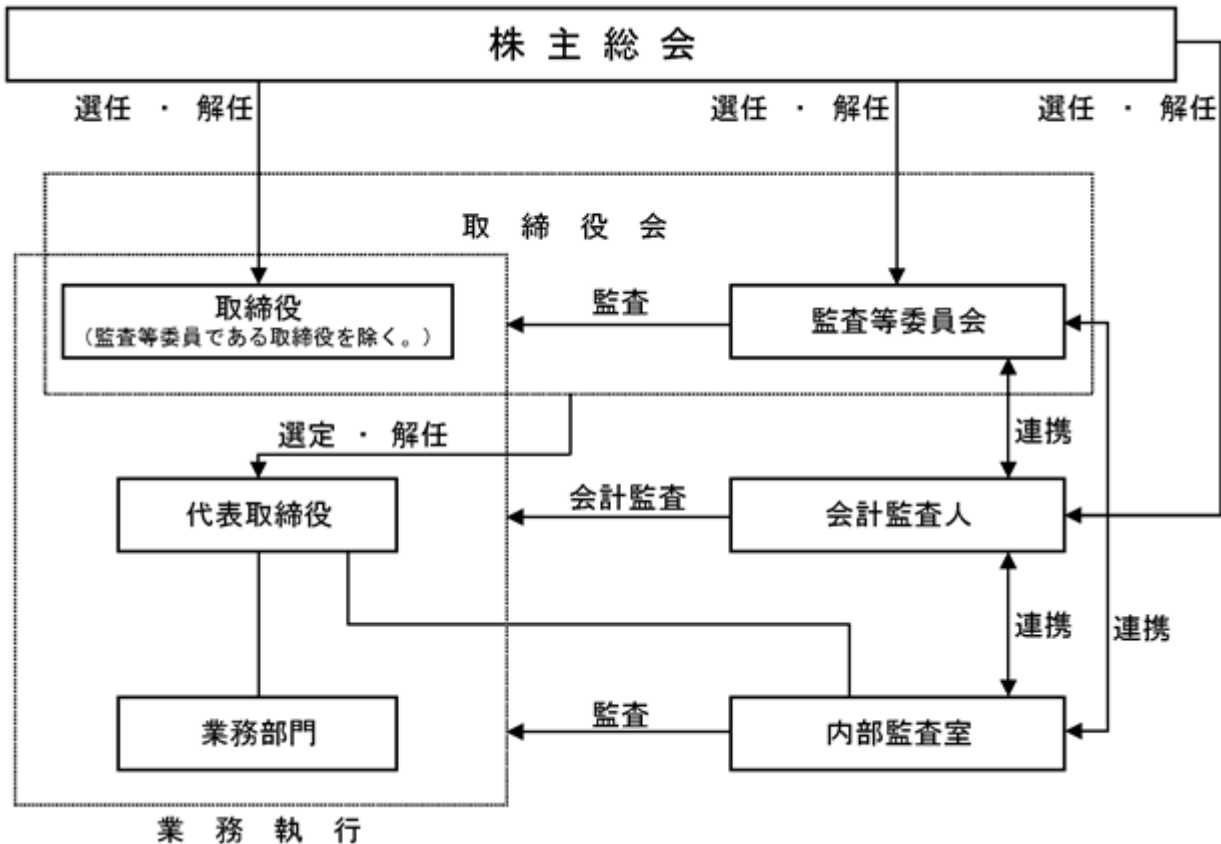 株主総会
選任 ・ 解任
選任 ・ 解任
選任 ・ 解任
取締役会
取締役
（監査等委員である取締役を除く。）
監査
監査等委員会
選定 ・ 解任
連携
代表取締役
会計監査
会計監査人
連携
連携
業務部門
監査
内部監査室
業務執行